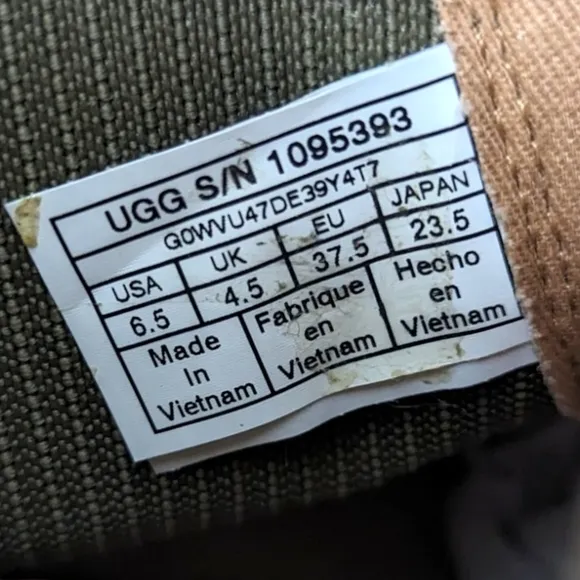 UGG S/N 1095393
G0WVU47DE39Y4T7
USA UK EU JAPAN
6.5 4.5 37.5 23.5
Made In Vietnam
Fabrique en Vietnam
Hecho en Vietnam